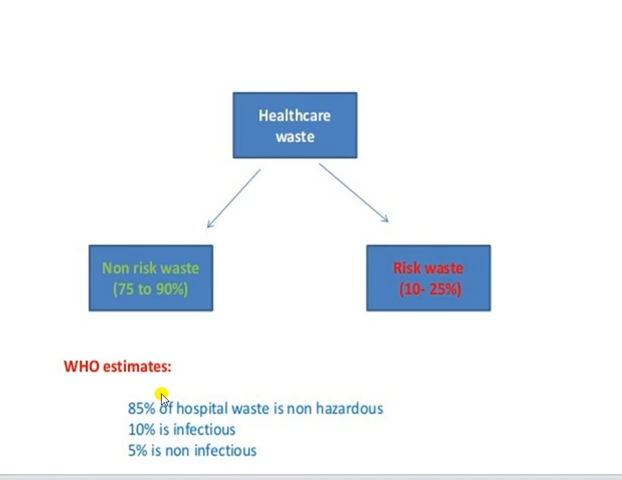 Healthcare
waste
Non risk waste
(75 to 90%)
Risk waste
(10- 25%)
WHO estimates:
85% of hospital waste is non hazardous
10% is infectious
5% is non infectious